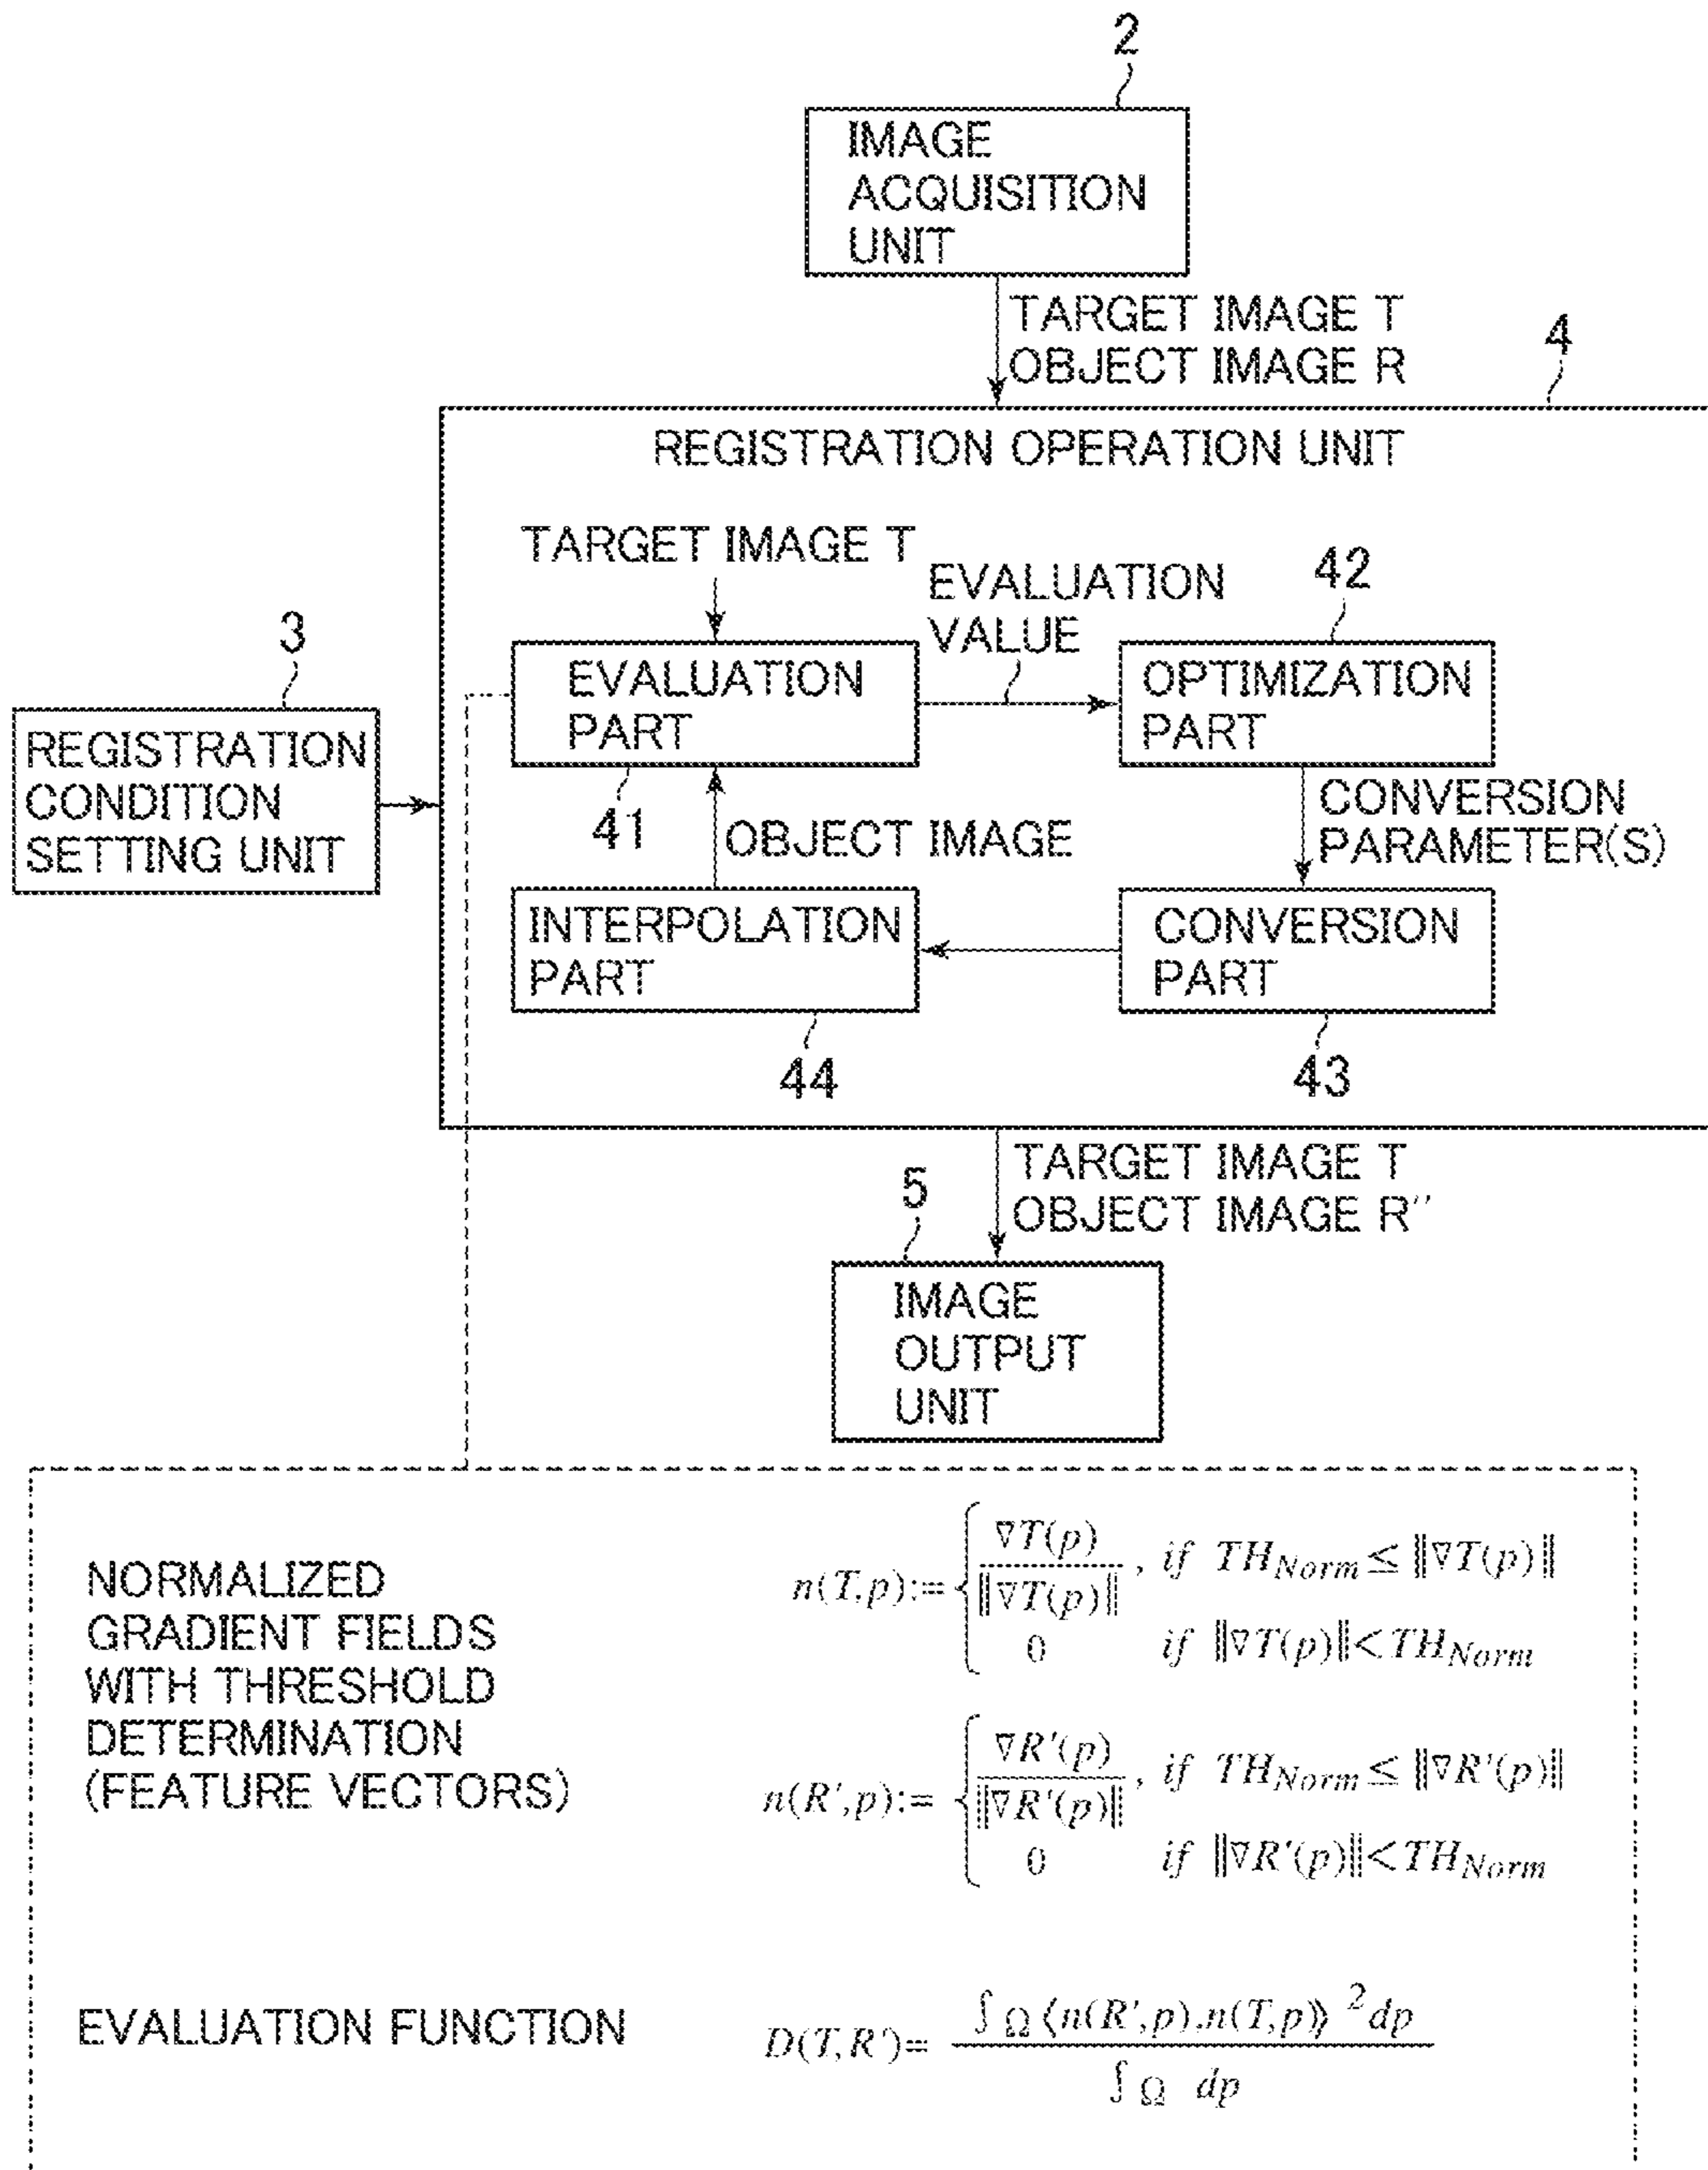 2
IMAGE
ACQUISITION
UNIT
TARGET IMAGE T
OBJECT IMAGE R
4
REGISTRATION OPERATION UNIT
TARGET IMAGE T
EVALUATION
VALUE
42
3
EVALUATION
PART
OPTIMIZATION
PART
REGISTRATION
CONDITION
SETTING UNIT
41
OBJECT IMAGE
CONVERSION
PARAMETER(S)
INTERPOLATION
PART
CONVERSION
PART
44
43
TARGET IMAGE T
OBJECT IMAGE R''
5
IMAGE
OUTPUT
UNIT
NORMALIZED
GRADIENT FIELDS
WITH THRESHOLD
DETERMINATION
(FEATURE VECTORS)
n(T,p):= { ∇T(p) / ‖∇T(p)‖ , if TH_Norm ≦ ‖∇T(p)‖
0 if ‖∇T(p)‖ < TH_Norm
n(R',p):= { ∇R'(p) / ‖∇R'(p)‖ , if TH_Norm ≦ ‖∇R'(p)‖
0 if ‖∇R'(p)‖ < TH_Norm
EVALUATION FUNCTION
D(T,R')= ∫Ω ⟪n(R',p),n(T,p)⟫ ² dp / ∫Ω dp